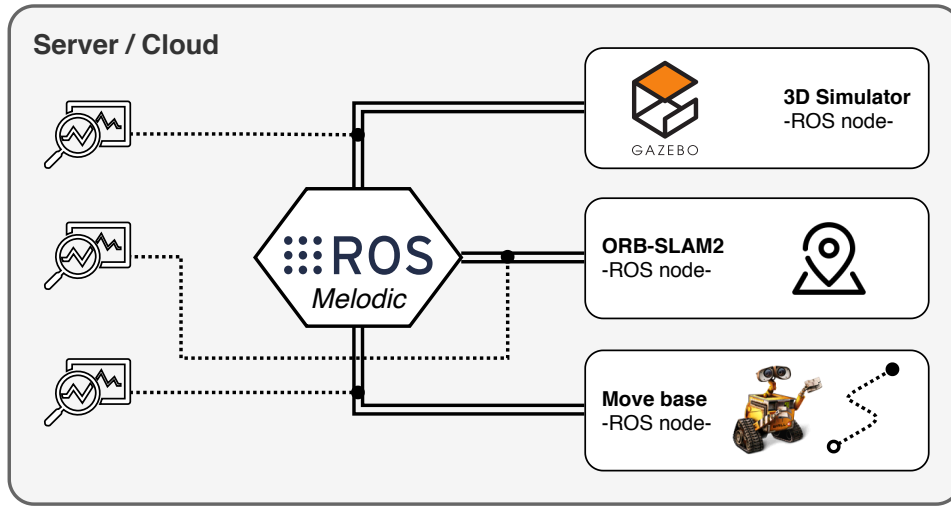 Server / Cloud
GAZEBO
3D Simulator
-ROS node-
ROS
Melodic
ORB-SLAM2
-ROS node-
Move base
-ROS node-